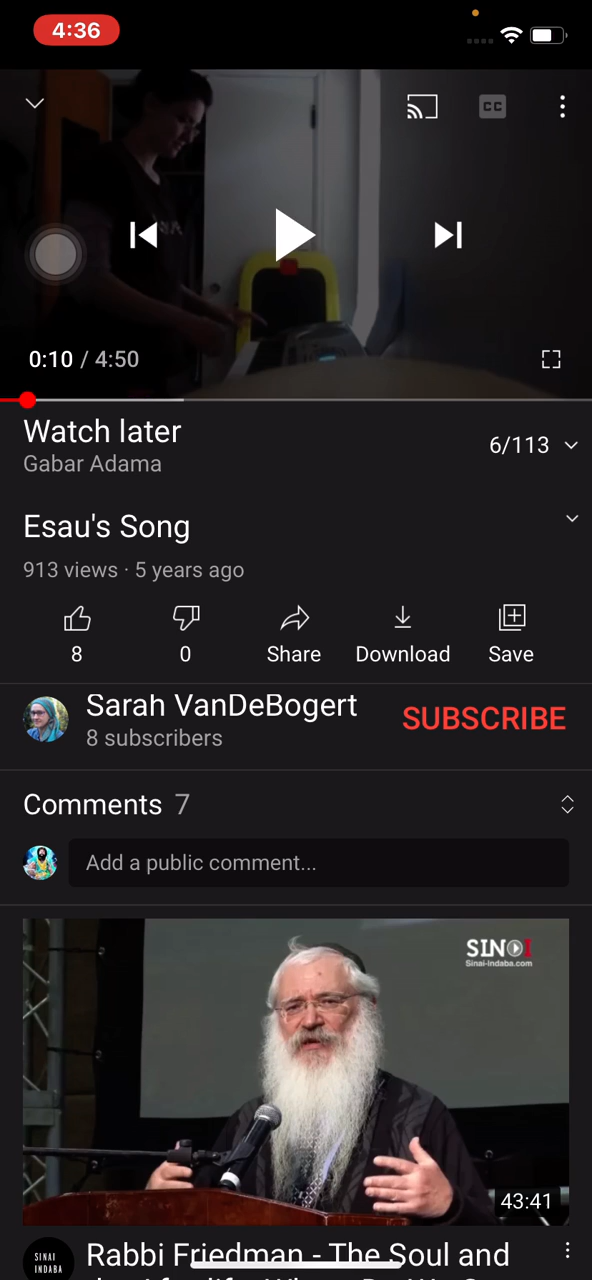 4:36
CC
0:10 / 4:50
Watch later
Gabar Adama
6/113
Esau's Song
913 views · 5 years ago
8
0
Share
Download
Save
Sarah VanDeBogert
8 subscribers
SUBSCRIBE
Comments 7
Add a public comment...
SINAI
Sinai-Indaba.com
43:41
SINAI
INDABA
Rabbi Friedman - The Soul and